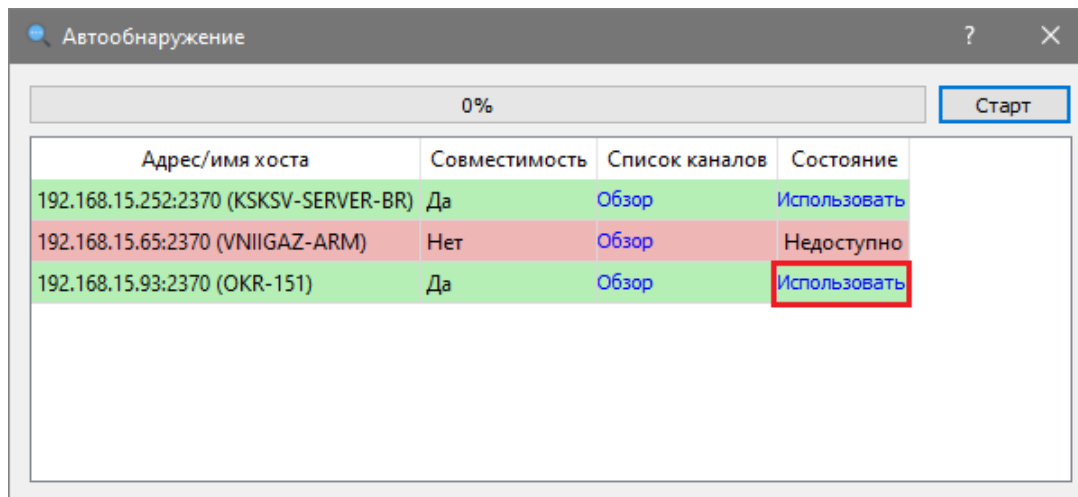 Автообнаружение ?
0% Старт
Адрес/имя хоста Совместимость Список каналов Состояние
192.168.15.252:2370 (KSKSV-SERVER-BR) Да Обзор Использовать
192.168.15.65:2370 (VNIIGAZ-ARM) Нет Обзор Недоступно
192.168.15.93:2370 (OKR-151) Да Обзор Использовать